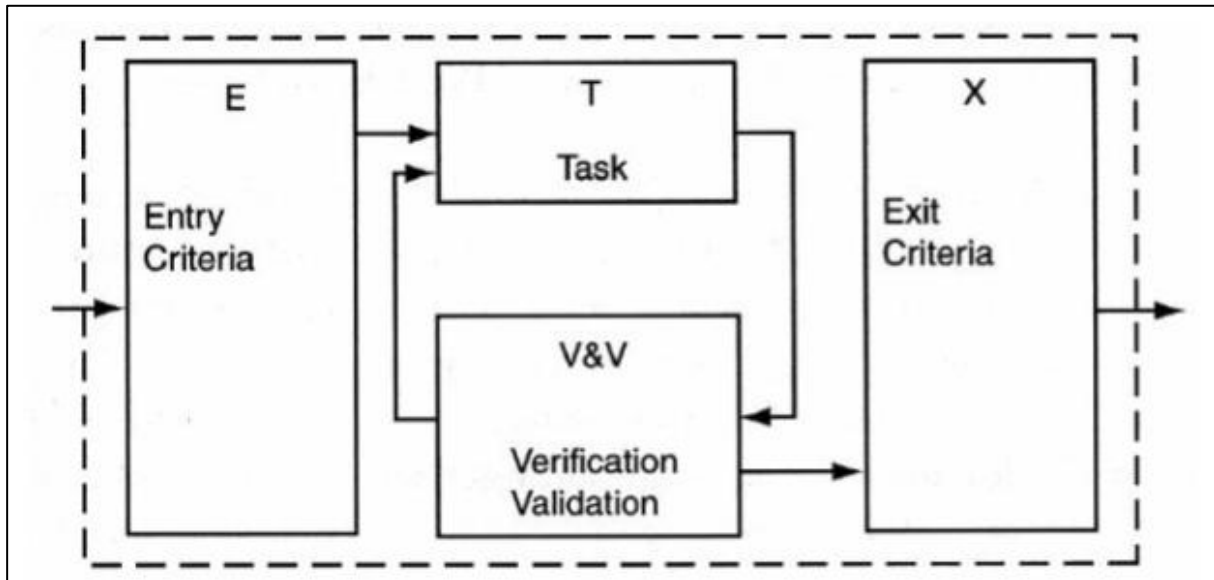 E
Entry
Criteria
T
Task
V&V
Verification
Validation
X
Exit
Criteria